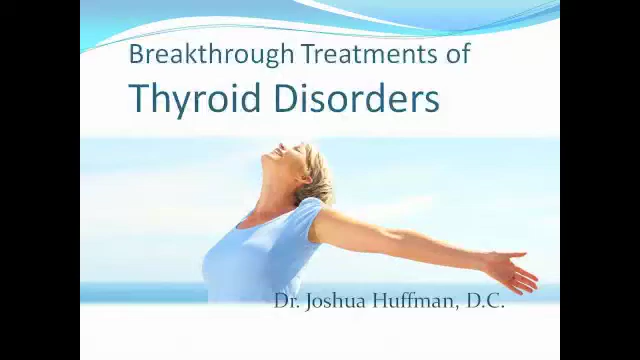 Breakthrough Treatments of
Thyroid Disorders
Dr. Joshua Huffman, D.C.